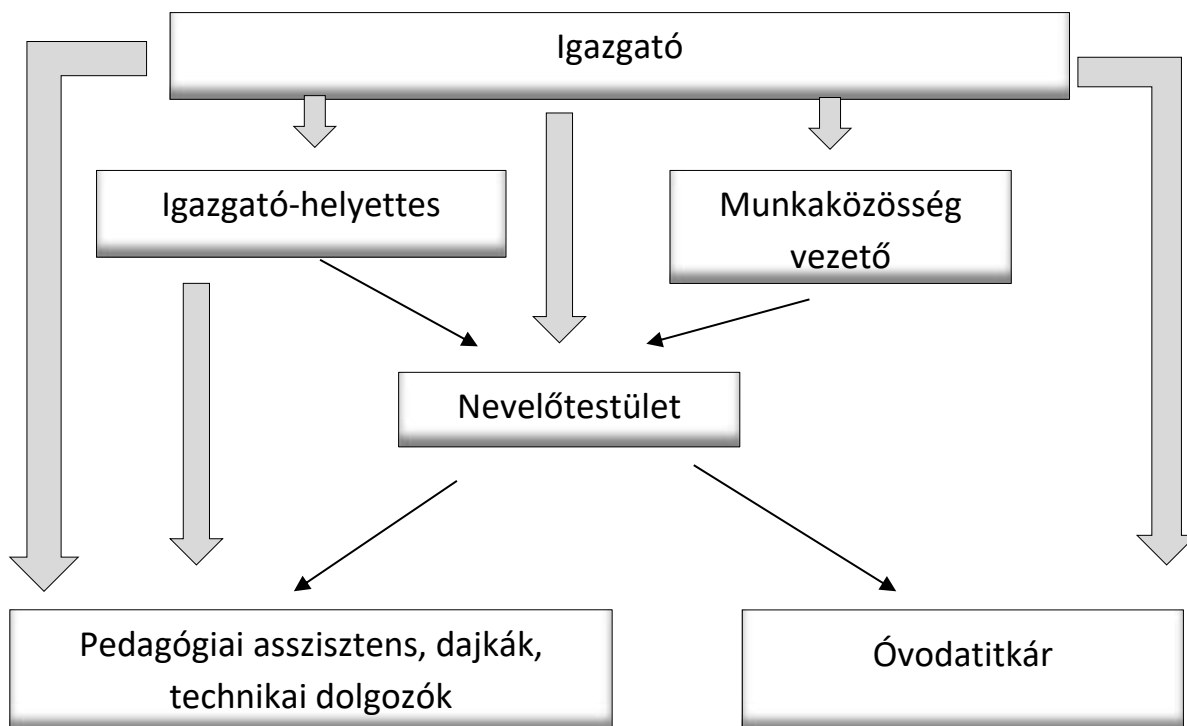 Igazgató
Igazgató-helyettes
Munkaközösség
vezető
Nevelőtestület
Pedagógiai asszisztens, dajkák,
technikai dolgozók
Óvodatitkár